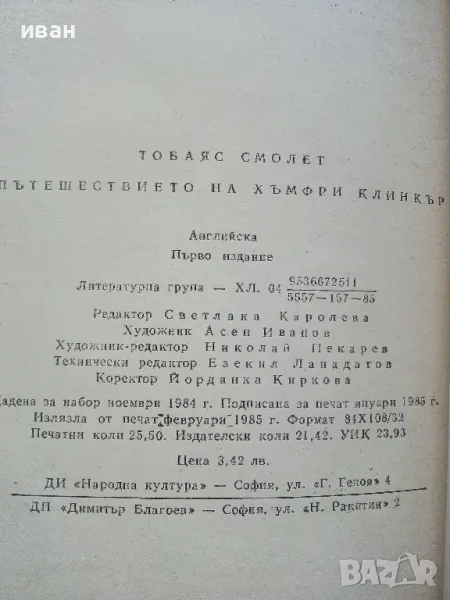 иван
ТОБАЯС СМОЛЕТ
ПЪТЕШЕСТВИЕТО НА ХЪМФРИ КЛИНКЪР
Английска
Първо издание
Литературна група — ХЛ. 04 9536672511
5557—157—85
Редактор Светлана Каролева
Художник Асен Иванов
Художник-редактор Николай Пекарев
Технически редактор Езекил Лападатов
Коректор Йорданка Киркова
Дадена за набор ноември 1984 г. Подписана за печат януари 1985 г.
Излязла от печат февруари 1985 г. Формат 84X108/32
Печатни коли 25,50. Издателски коли 21,42. УИК 23,93
Цена 3,42 лв.
ДИ «Народна култура» — София, ул. «Г. Генов» 4
ДП «Димитър Благоев» — София, ул. «Н. Ракитин» 2
BAZAR